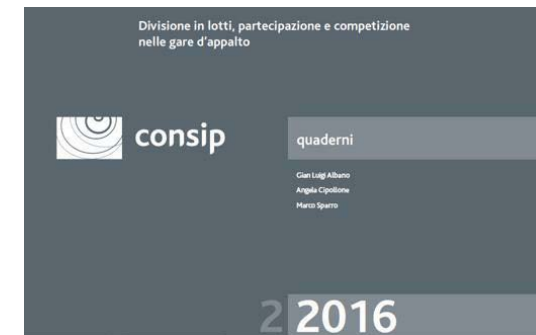 Divisione in lotti, partecipazione e competizione
nelle gare d'appalto
consip
quaderni
Gian Luigi Albano
Angela Cipollone
Marco Sparro
2 2016